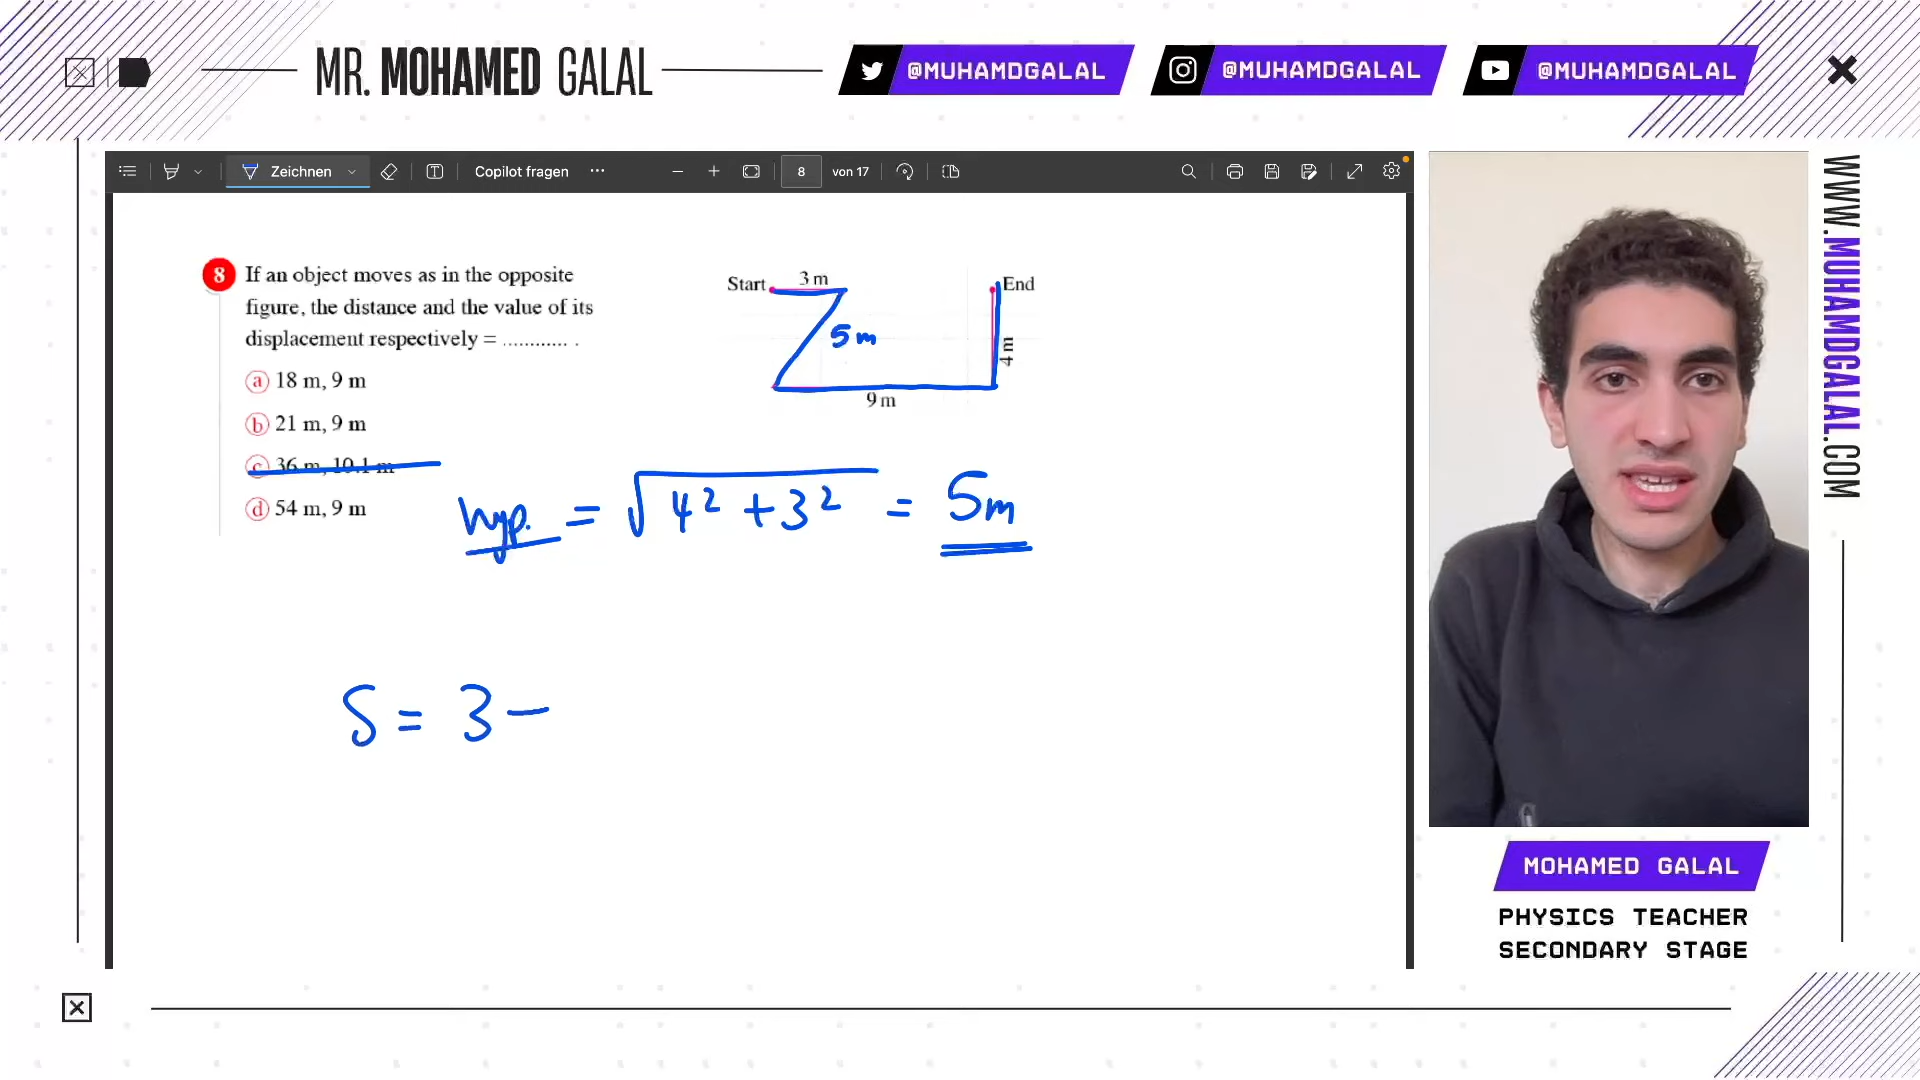 MR. MOHAMED GALAL
@MUHAMDGALAL
@MUHAMDGALAL
@MUHAMDGALAL
Zeichnen
Copilot fragen
8 von 17
8 If an object moves as in the opposite
figure, the distance and the value of its
displacement respectively = ............ .
a 18 m, 9 m
b 21 m, 9 m
c 36 m, 10.1 m
d 54 m, 9 m
Start
3 m
End
5 m
4 m
9 m
hyp. = √4² + 3² = 5m
S = 3 −
WWW.MUHAMDGALAL.COM
MOHAMED GALAL
PHYSICS TEACHER
SECONDARY STAGE